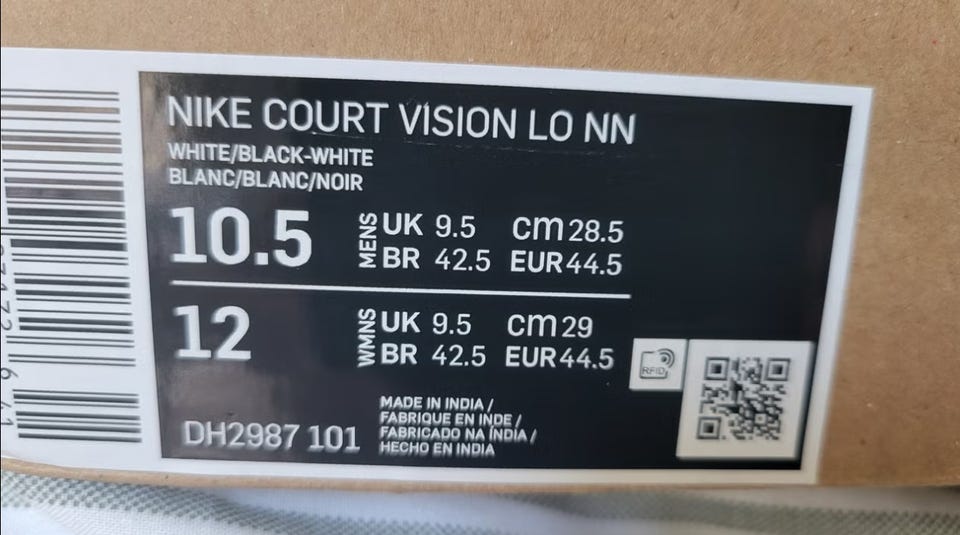 NIKE COURT VISION LO NN
WHITE/BLACK-WHITE
BLANC/BLANC/NOIR
10.5 MENS UK 9.5 cm 28.5
BR 42.5 EUR 44.5
12 WMNS UK 9.5 cm 29
BR 42.5 EUR 44.5
RFID
DH2987 101
MADE IN INDIA /
FABRIQUE EN INDE /
FABRICADO NA ÍNDIA /
HECHO EN INDIA